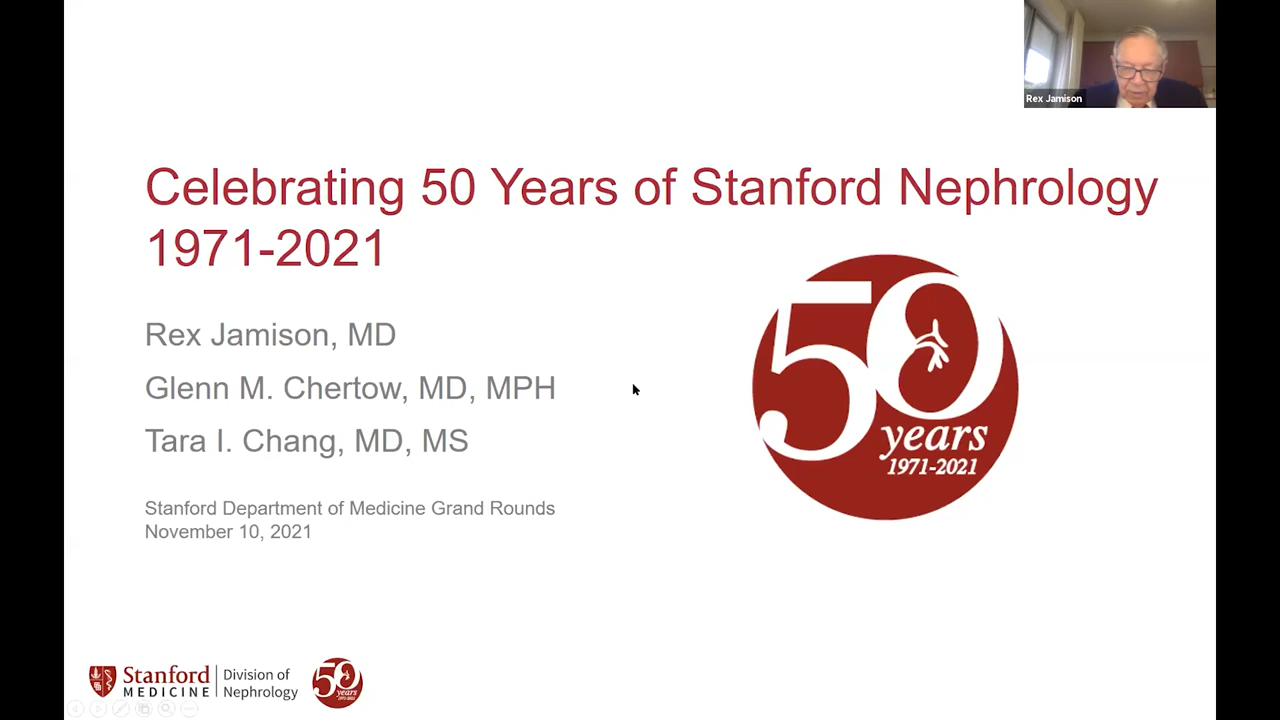 Rex Jamison
Celebrating 50 Years of Stanford Nephrology
1971-2021
Rex Jamison, MD
Glenn M. Chertow, MD, MPH
Tara I. Chang, MD, MS
50
years
1971-2021
Stanford Department of Medicine Grand Rounds
November 10, 2021
Stanford
MEDICINE
Division of
Nephrology
50
years
1971-2021